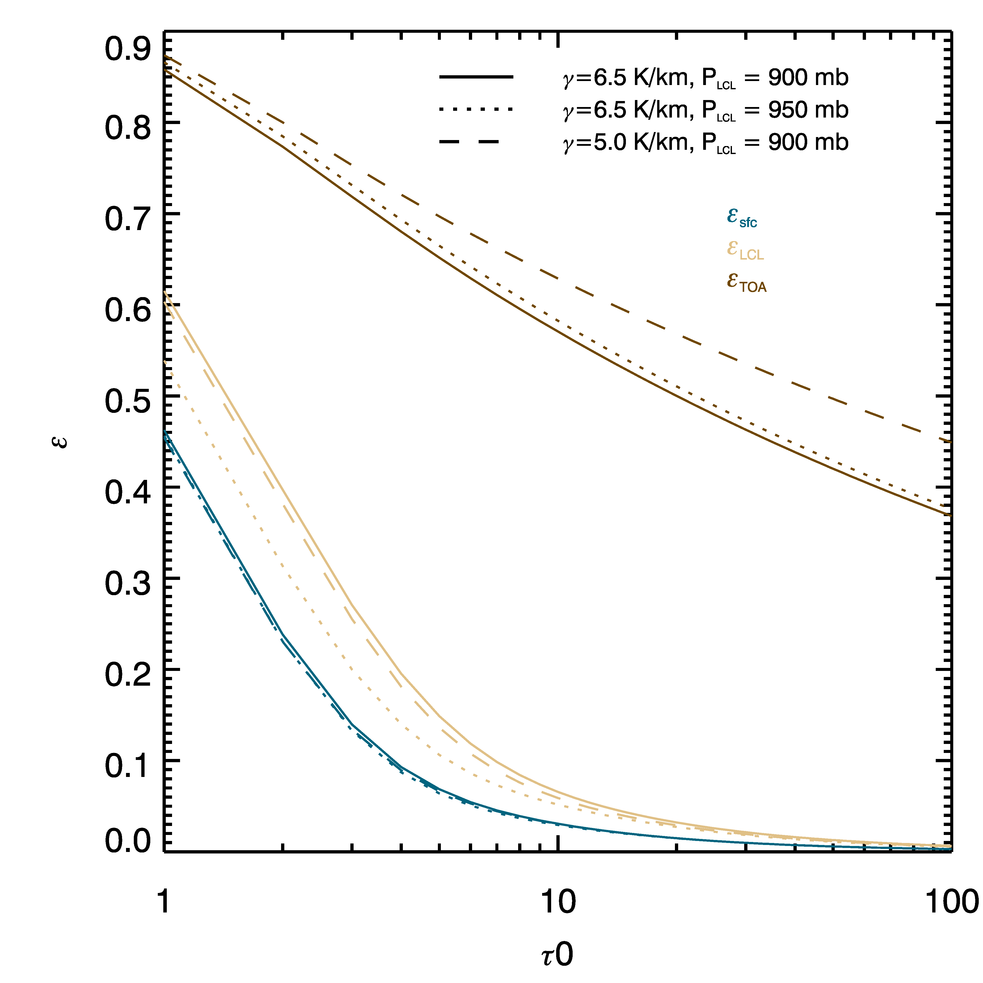 0.9
γ=6.5 K/km, P_LCL = 900 mb
γ=6.5 K/km, P_LCL = 950 mb
γ=5.0 K/km, P_LCL = 900 mb
0.8
0.7
ε_sfc
ε_LCL
ε_TOA
0.6
0.5
ε
0.4
0.3
0.2
0.1
0.0
1 10 100
τ0